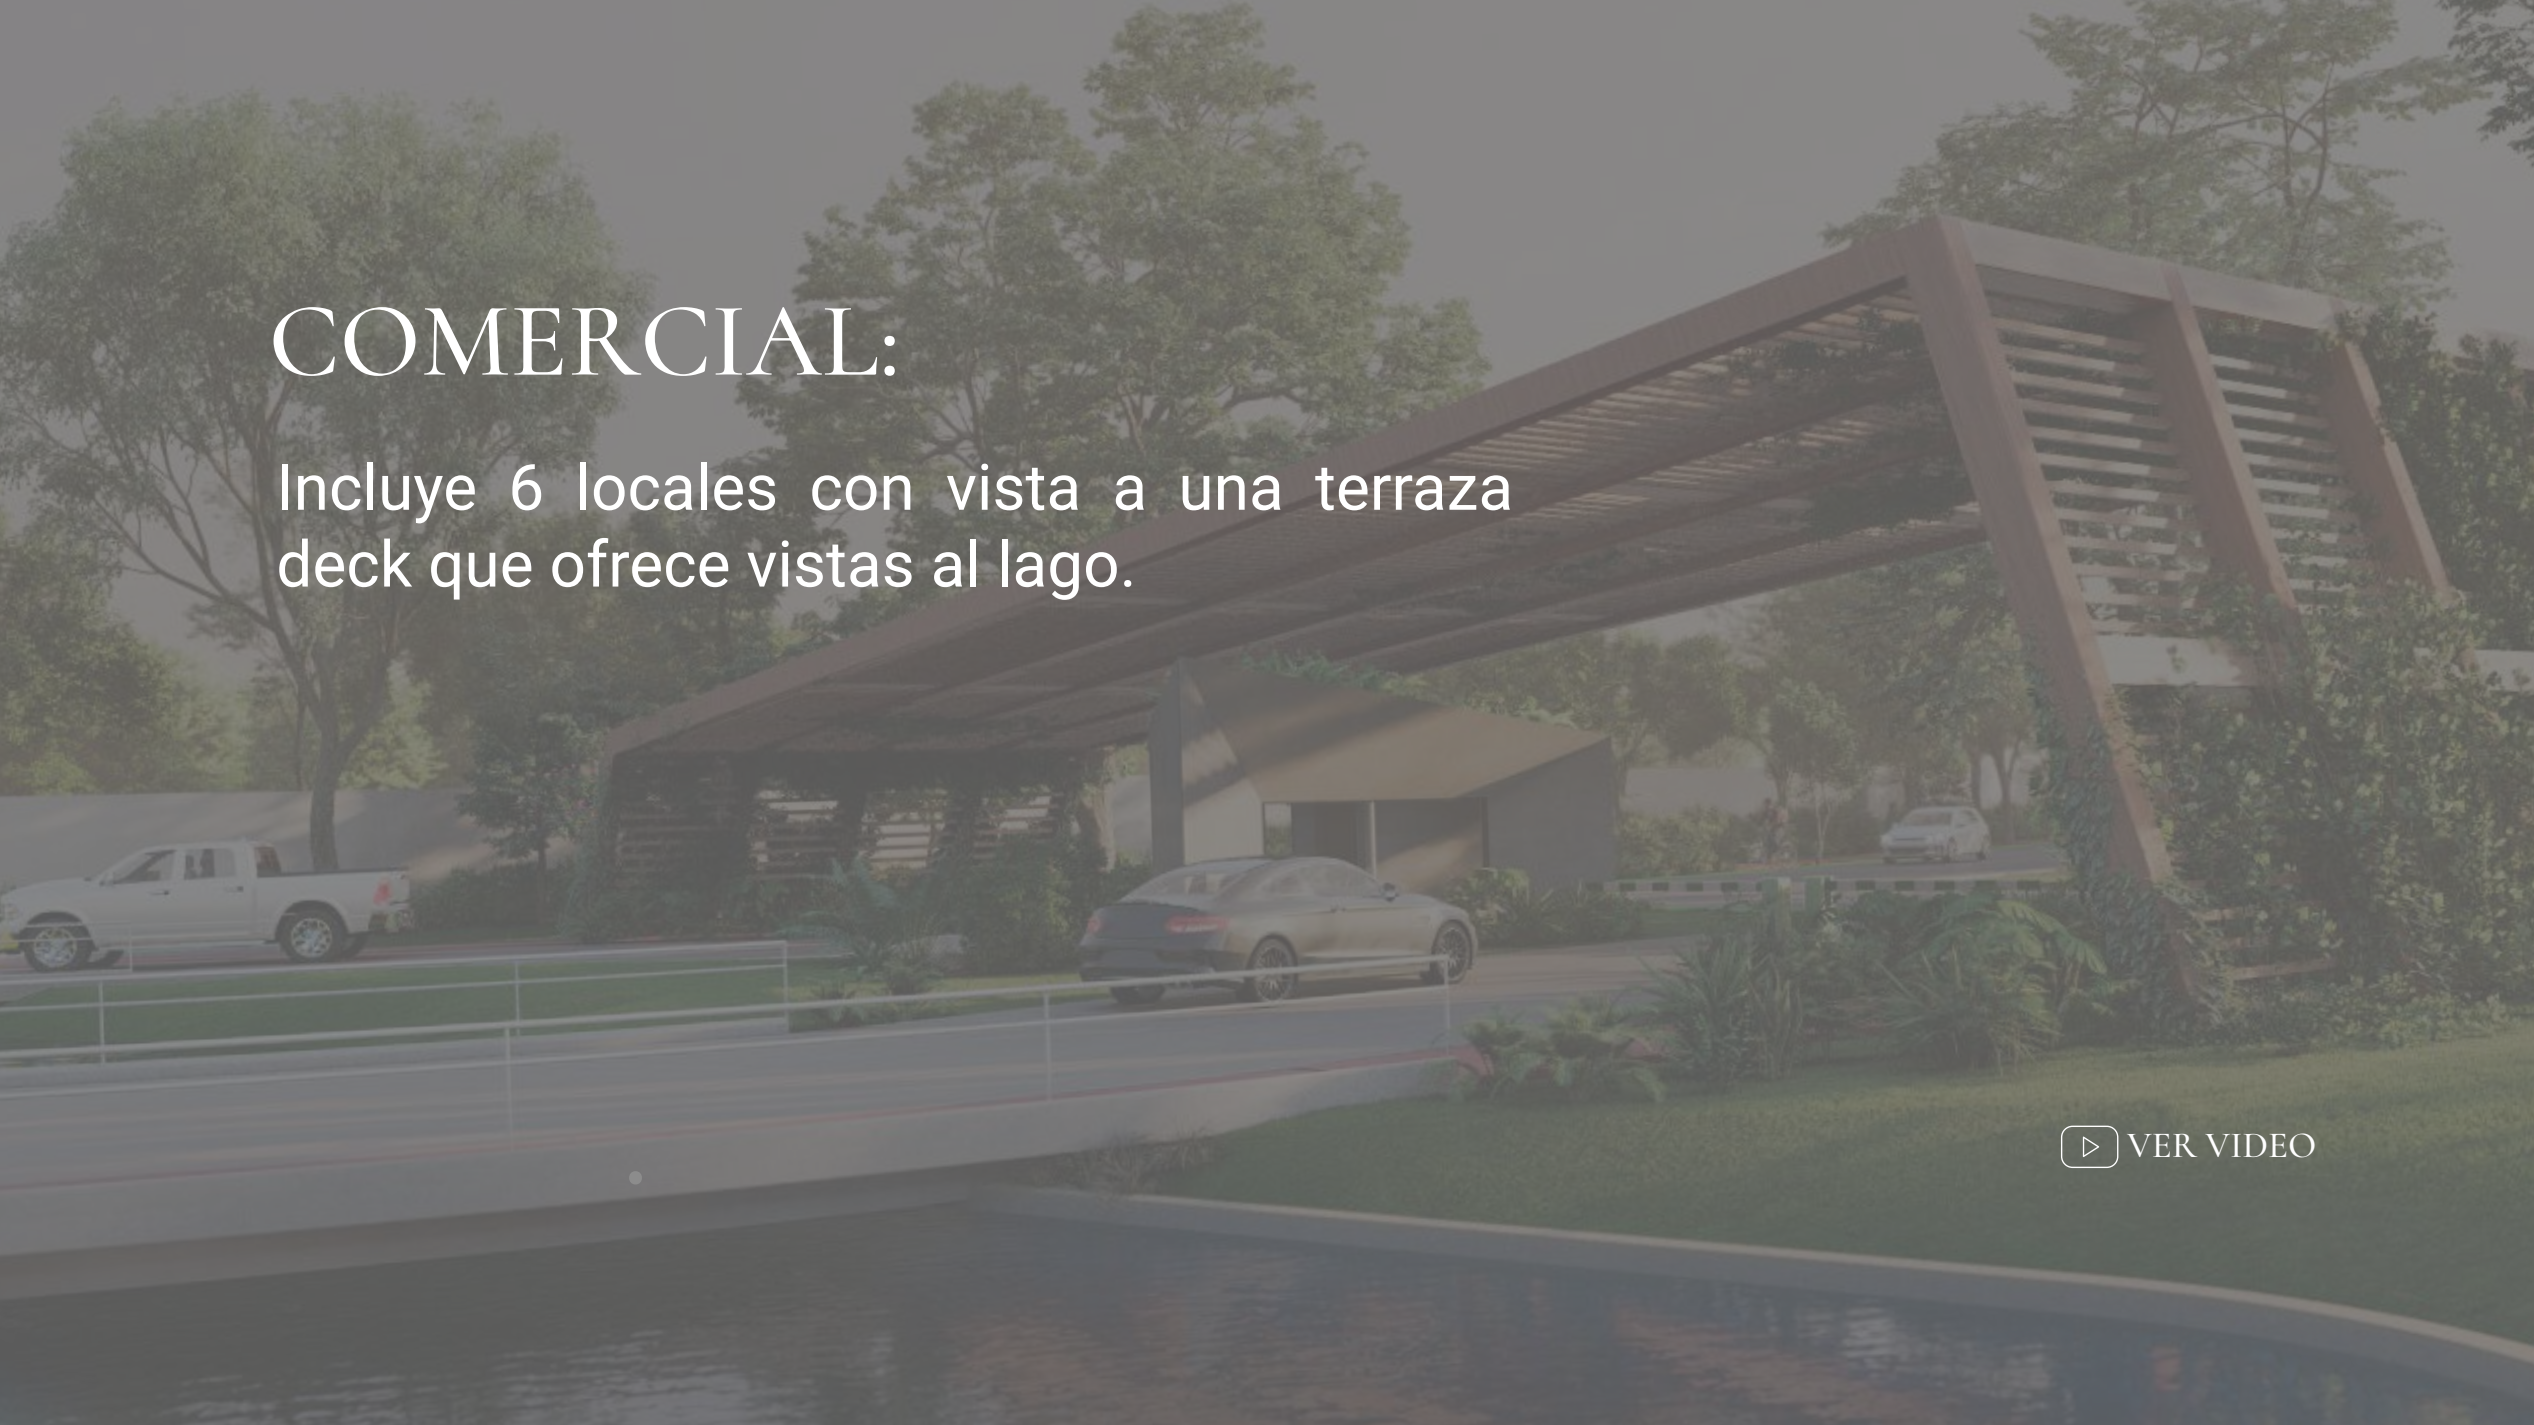 COMERCIAL:
Incluye 6 locales con vista a una terraza
deck que ofrece vistas al lago.
VER VIDEO